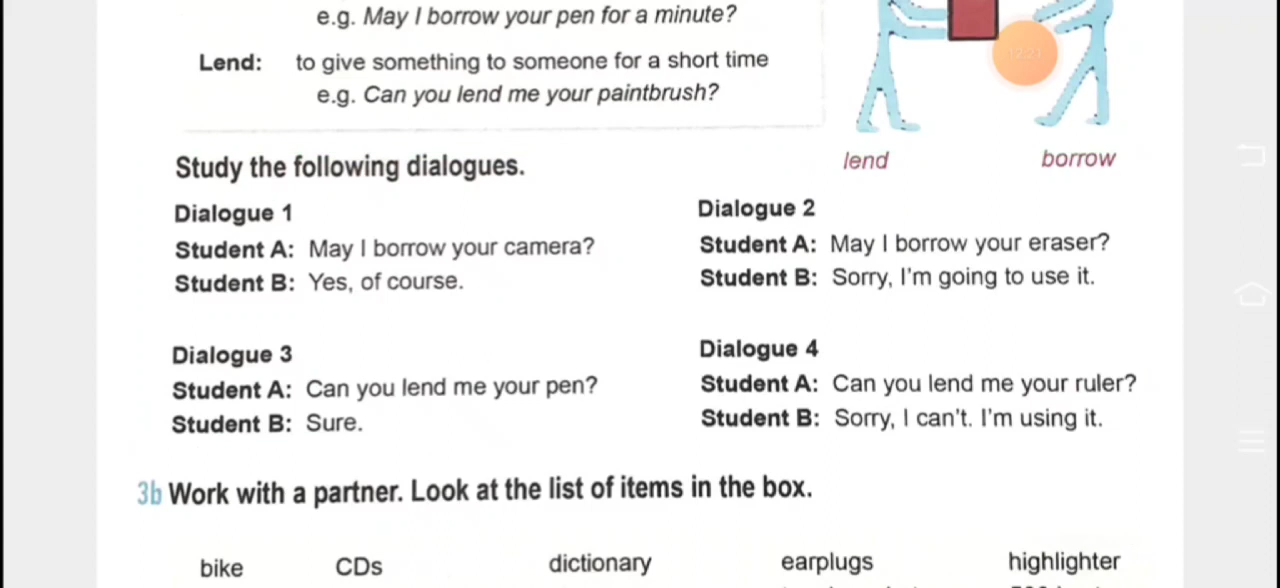 e.g. May I borrow your pen for a minute?
Lend: to give something to someone for a short time
e.g. Can you lend me your paintbrush?
12:21
lend borrow
Study the following dialogues.
Dialogue 1
Student A: May I borrow your camera?
Student B: Yes, of course.
Dialogue 2
Student A: May I borrow your eraser?
Student B: Sorry, I'm going to use it.
Dialogue 3
Student A: Can you lend me your pen?
Student B: Sure.
Dialogue 4
Student A: Can you lend me your ruler?
Student B: Sorry, I can't. I'm using it.
3b Work with a partner. Look at the list of items in the box.
bike CDs dictionary earplugs highlighter